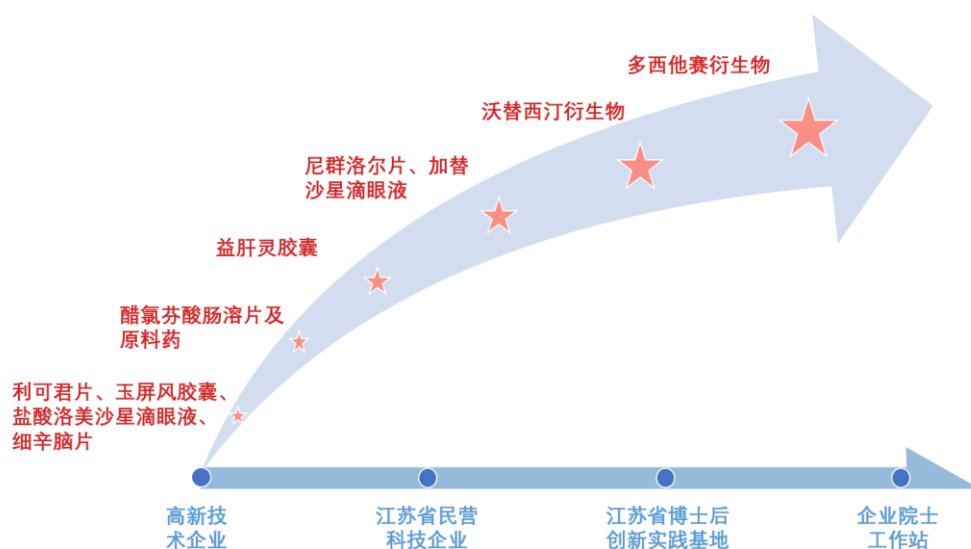 多西他赛衍生物
沃替西汀衍生物
尼群洛尔片、加替
沙星滴眼液
益肝灵胶囊
醋氯芬酸肠溶片及
原料药
利可君片、玉屏风胶囊、
盐酸洛美沙星滴眼液、
细辛脑片
高新技
术企业
江苏省民营
科技企业
江苏省博士后
创新实践基地
企业院士
工作站